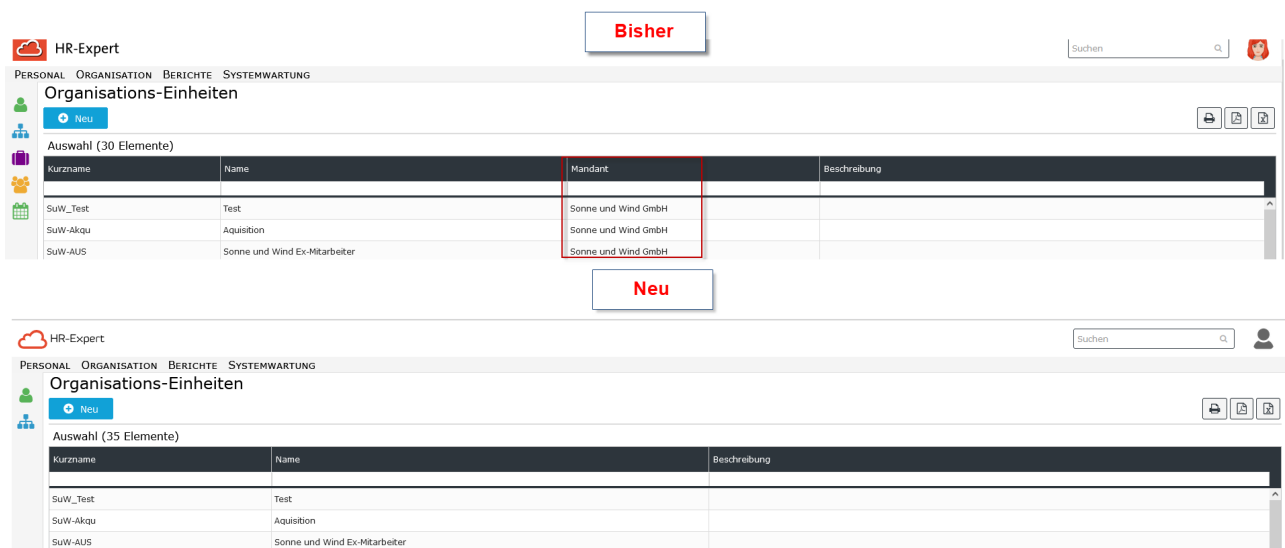 Bisher
HR-Expert
Suchen
PERSONAL ORGANISATION BERICHTE SYSTEMWARTUNG
Organisations-Einheiten
Neu
Auswahl (30 Elemente)
Kurzname Name Mandant Beschreibung
SuW_Test Test Sonne und Wind GmbH
SuW-Akqu Aquisition Sonne und Wind GmbH
SuW-AUS Sonne und Wind Ex-Mitarbeiter Sonne und Wind GmbH
Neu
HR-Expert
Suchen
PERSONAL ORGANISATION BERICHTE SYSTEMWARTUNG
Organisations-Einheiten
Neu
Auswahl (35 Elemente)
Kurzname Name Beschreibung
SuW_Test Test
SuW-Akqu Aquisition
SuW-AUS Sonne und Wind Ex-Mitarbeiter